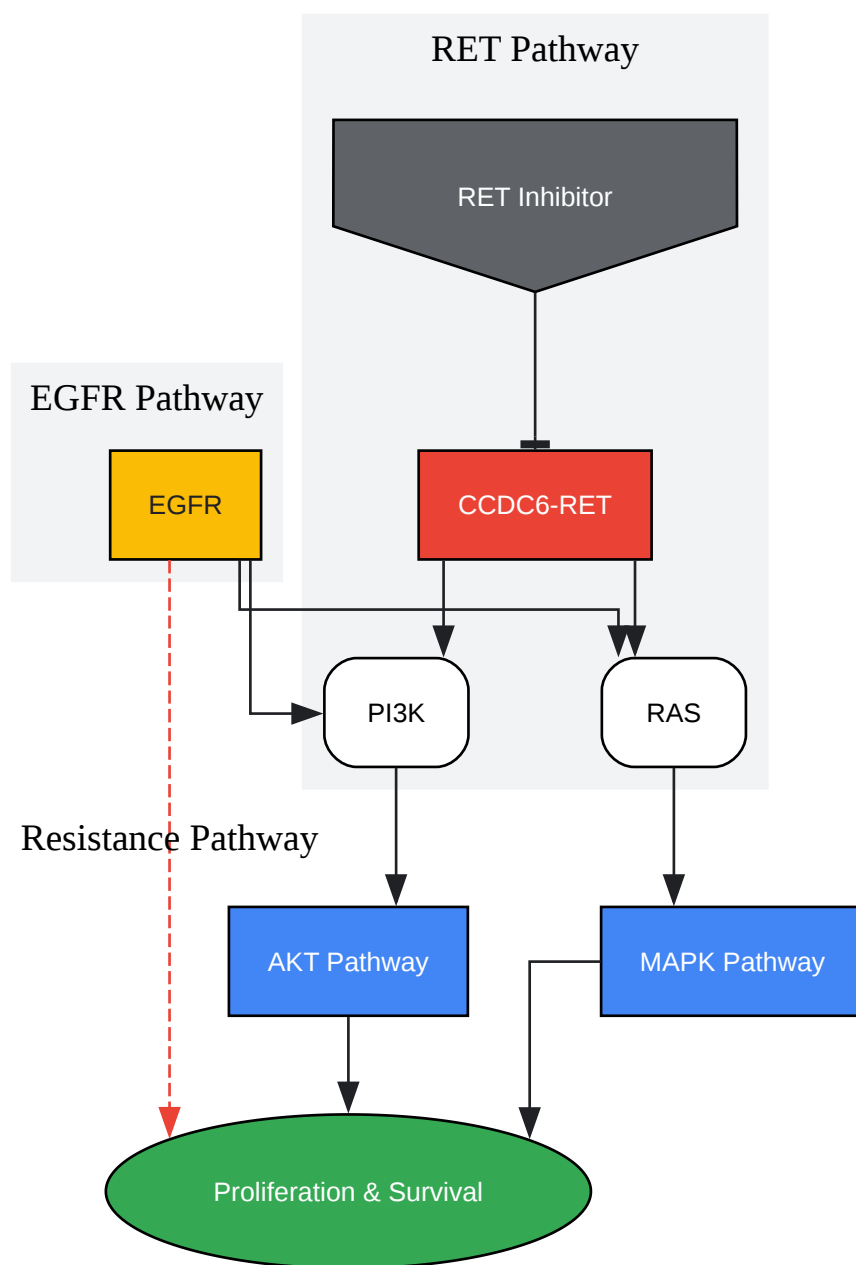 RET Pathway
RET Inhibitor
EGFR Pathway
EGFR
CCDC6-RET
PI3K
RAS
Resistance Pathway
AKT Pathway
MAPK Pathway
Proliferation & Survival